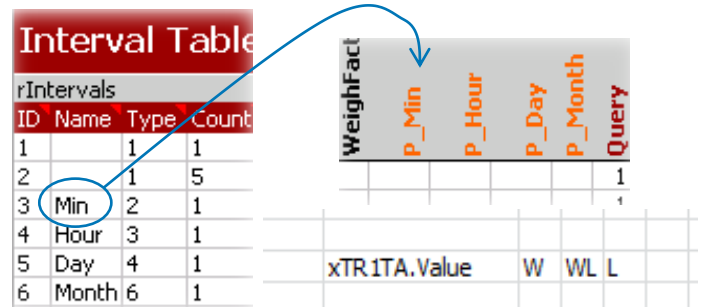 Interval Table
rIntervals
ID Name Type Count
1 1 1
2 1 5
3 Min 2 1
4 Hour 3 1
5 Day 4 1
6 Month 6 1
WeighFact P_Min P_Hour P_Day P_Month Query
1
1
xTR1TA.Value W WL L